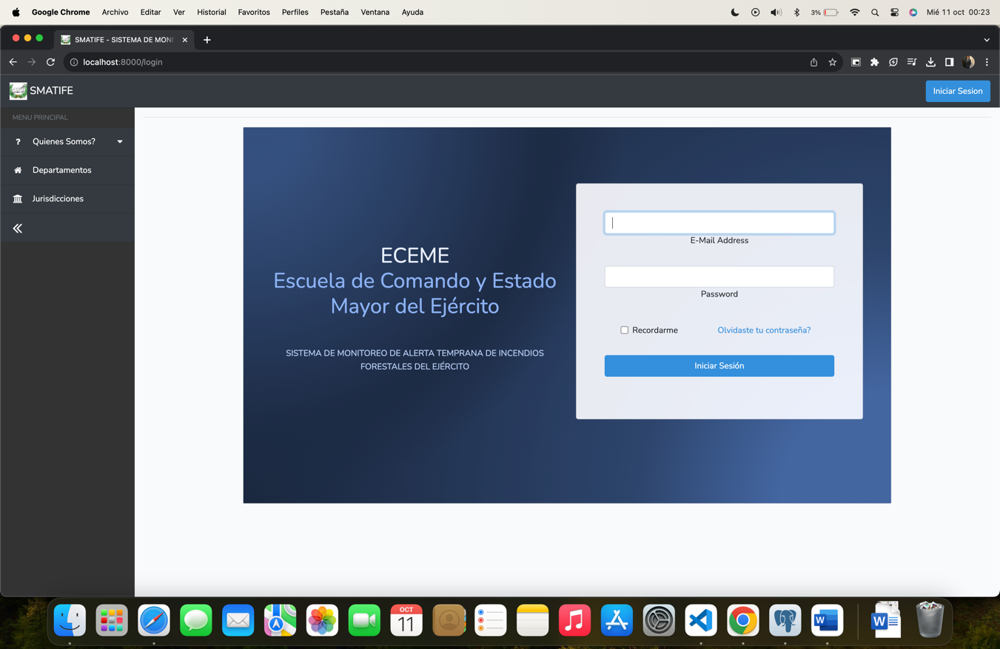 Google Chrome Archivo Editar Ver Historial Favoritos Perfiles Pestaña Ventana Ayuda 3% Mié 11 oct 00:23
SMATIFE - SISTEMA DE MONI
localhost:8000/login
SMATIFE
Iniciar Sesion
MENU PRINCIPAL
? Quienes Somos?
Departamentos
Jurisdicciones
ECEME
Escuela de Comando y Estado
Mayor del Ejército
SISTEMA DE MONITOREO DE ALERTA TEMPRANA DE INCENDIOS
FORESTALES DEL EJÉRCITO
E-Mail Address
Password
Recordarme Olvidaste tu contraseña?
Iniciar Sesión
OCT
11
W
W